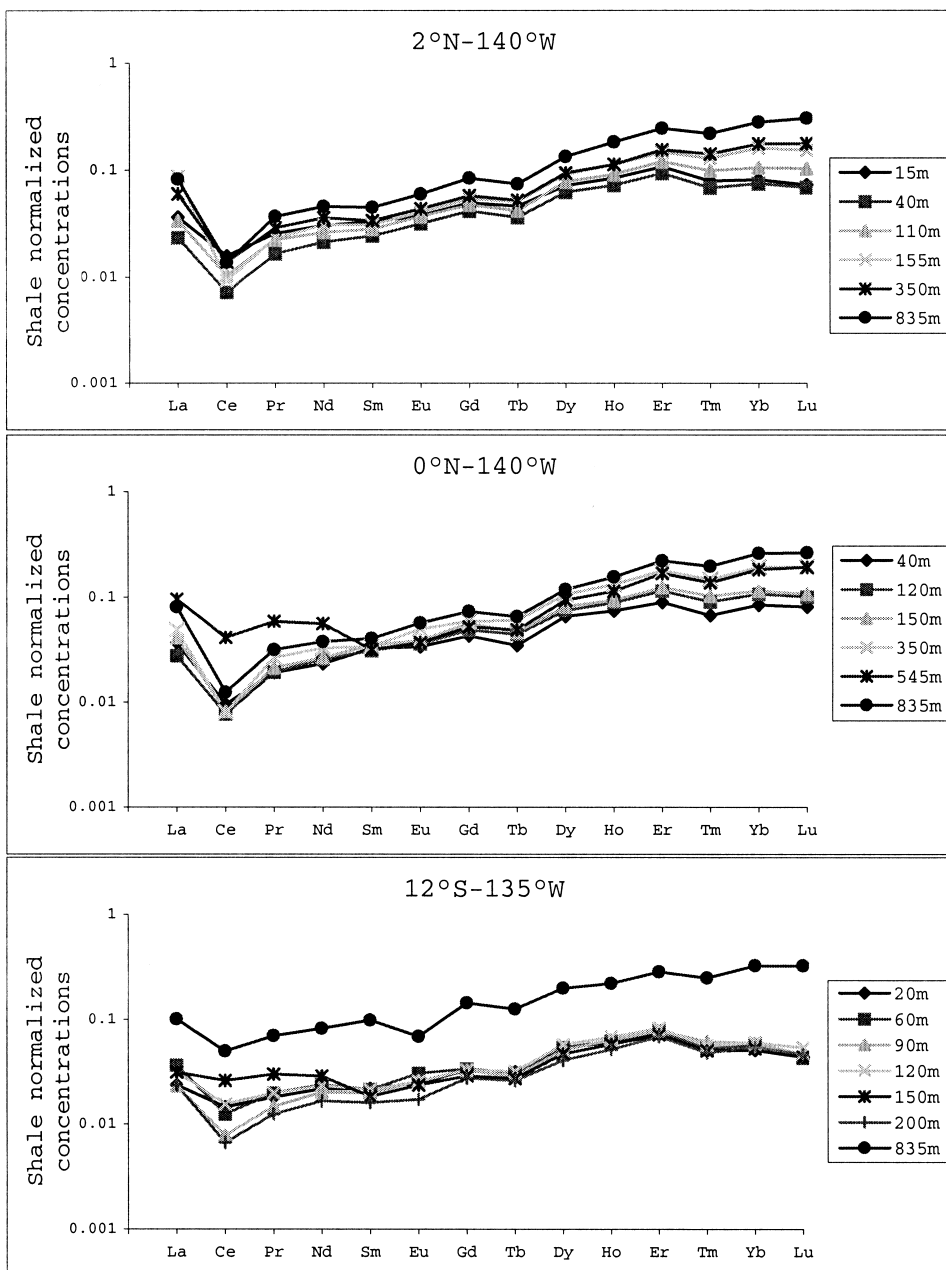 2°N-140°W
Shale normalized
concentrations
1
0.1
0.01
0.001
La Ce Pr Nd Sm Eu Gd Tb Dy Ho Er Tm Yb Lu
15m
40m
110m
155m
350m
835m
0°N-140°W
Shale normalized
concentrations
1
0.1
0.01
0.001
La Ce Pr Nd Sm Eu Gd Tb Dy Ho Er Tm Yb Lu
40m
120m
150m
350m
545m
835m
12°S-135°W
Shale normalized
concentrations
1
0.1
0.01
0.001
La Ce Pr Nd Sm Eu Gd Tb Dy Ho Er Tm Yb Lu
20m
60m
90m
120m
150m
200m
835m